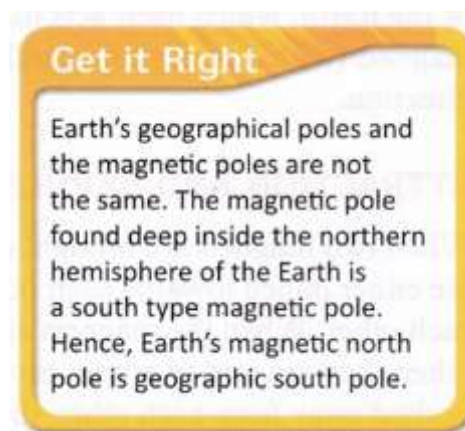 Get it Right
Earth's geographical poles and
the magnetic poles are not
the same. The magnetic pole
found deep inside the northern
hemisphere of the Earth is
a south type magnetic pole.
Hence, Earth's magnetic north
pole is geographic south pole.